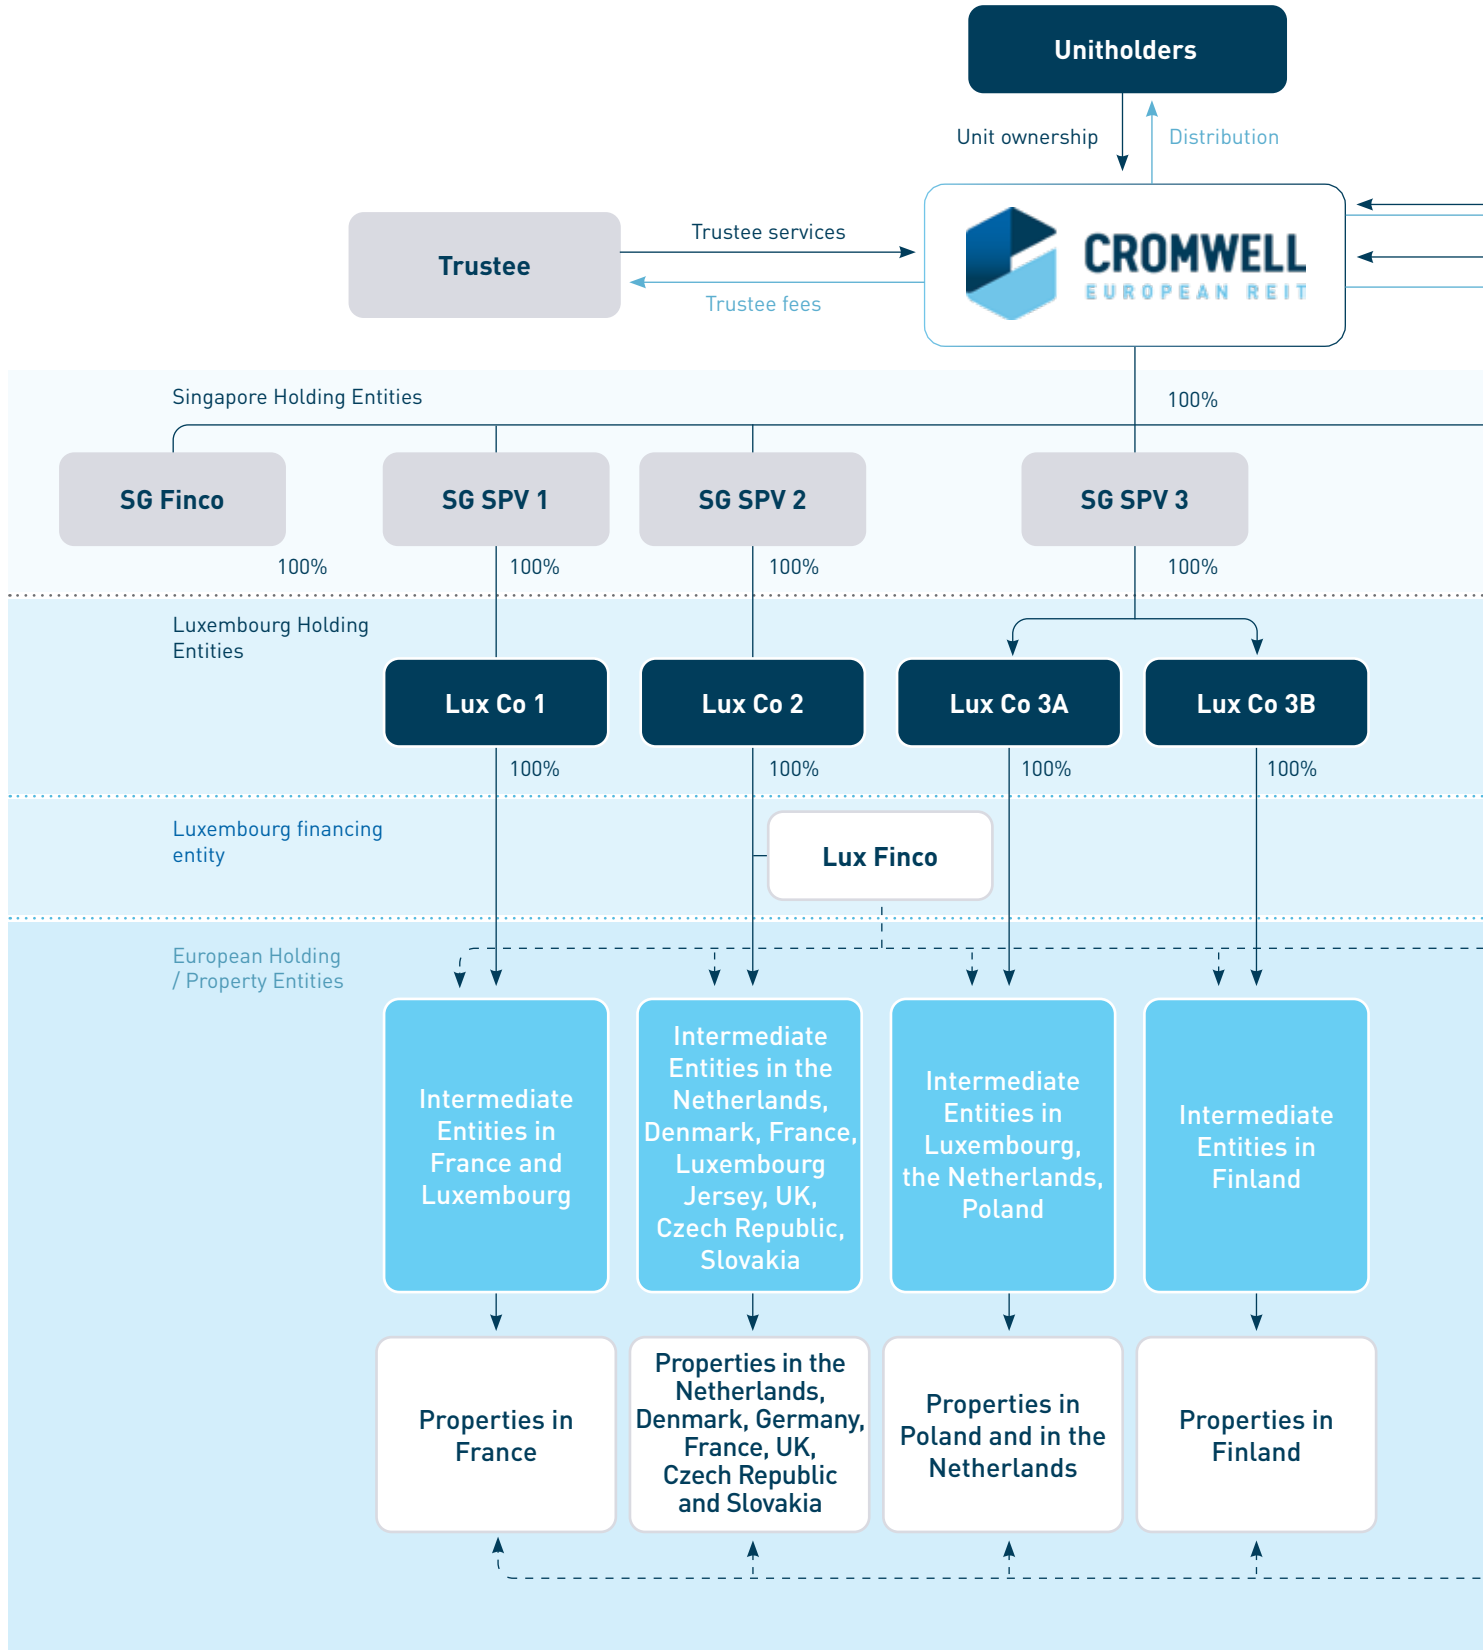 Unitholders
Unit ownership
Distribution
Trustee
Trustee services
Trustee fees
CROMWELL
EUROPEAN REIT
Singapore Holding Entities
100%
SG Finco
SG SPV 1
SG SPV 2
SG SPV 3
100%
100%
100%
100%
Luxembourg Holding
Entities
Lux Co 1
Lux Co 2
Lux Co 3A
Lux Co 3B
100%
100%
100%
100%
Luxembourg financing
entity
Lux Finco
European Holding
/ Property Entities
Intermediate
Entities in
France and
Luxembourg
Intermediate
Entities in the
Netherlands,
Denmark, France,
Luxembourg
Jersey, UK,
Czech Republic,
Slovakia
Intermediate
Entities in
Luxembourg,
the Netherlands,
Poland
Intermediate
Entities in
Finland
Properties in
France
Properties in the
Netherlands,
Denmark, Germany,
France, UK,
Czech Republic
and Slovakia
Properties in
Poland and in the
Netherlands
Properties in
Finland